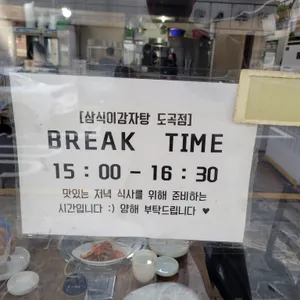 [삼식이감자탕 도곡점]
BREAK TIME
15 : 00 - 16 : 30
맛있는 저녁 식사를 위해 준비하는
시간입니다 :) 양해 부탁드립니다 ♥